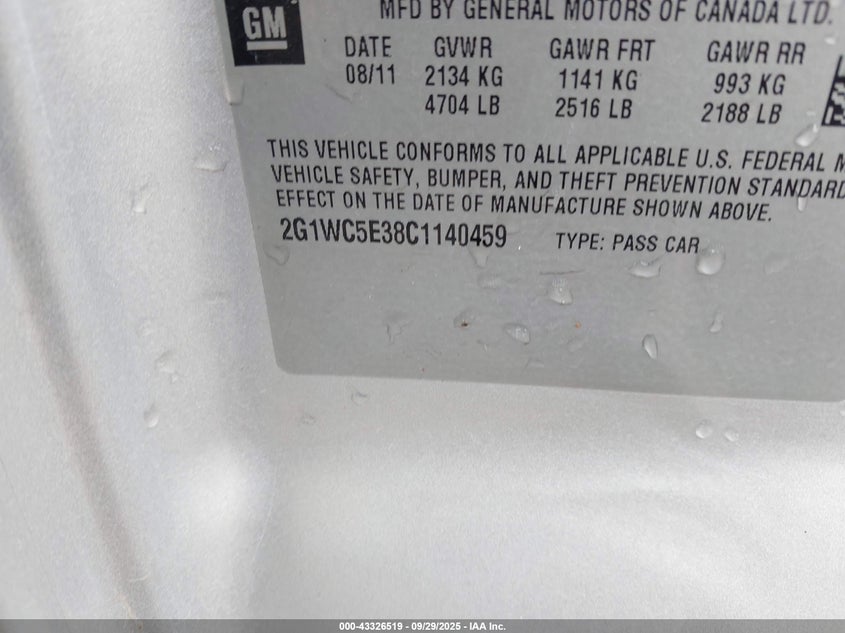 GM
MFD BY GENERAL MOTORS OF CANADA LTD.
DATE GVWR GAWR FRT GAWR RR
08/11 2134 KG 1141 KG 993 KG
4704 LB 2516 LB 2188 LB
THIS VEHICLE CONFORMS TO ALL APPLICABLE U.S. FEDERAL M
VEHICLE SAFETY, BUMPER, AND THEFT PREVENTION STANDARD
EFFECT ON THE DATE OF MANUFACTURE SHOWN ABOVE.
2G1WC5E38C1140459 TYPE: PASS CAR
000-43326519 - 09/29/2025 - IAA Inc.